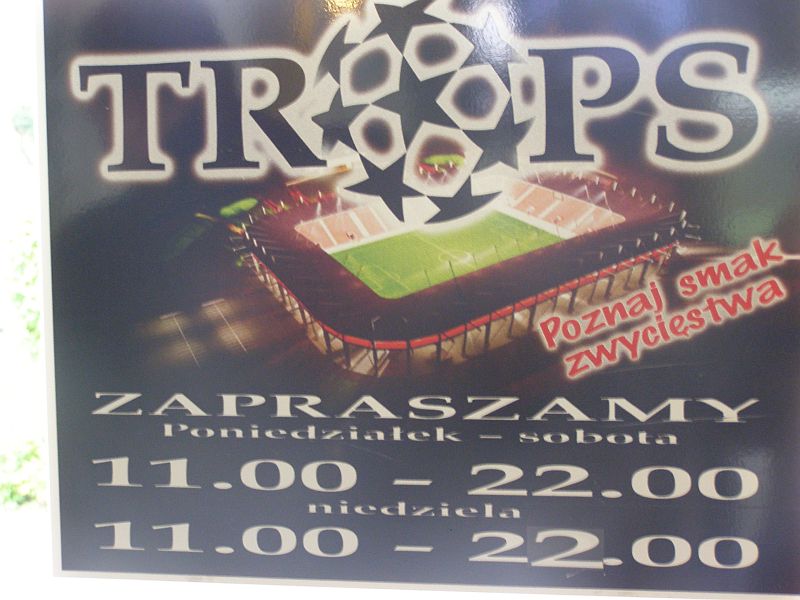 TROPS
Poznaj smak
zwycięstwa
ZAPRASZAMY
Poniedziałek - sobota
11.00 - 22.00
niedziela
11.00 - 22.00